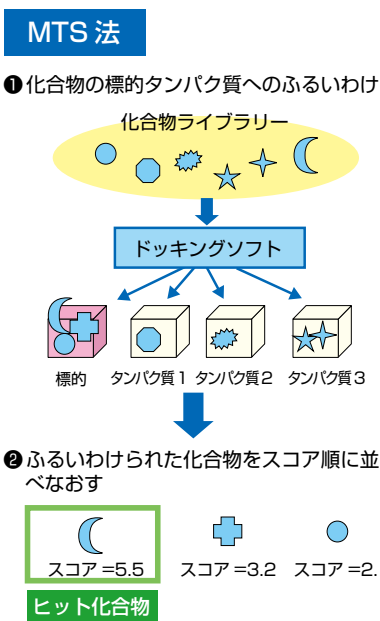 MTS 法
❶化合物の標的タンパク質へのふるいわけ
化合物ライブラリー
ドッキングソフト
標的 タンパク質1 タンパク質2 タンパク質3
❷ふるいわけられた化合物をスコア順に並
べなおす
スコア=5.5 スコア=3.2 スコア=2.
ヒット化合物